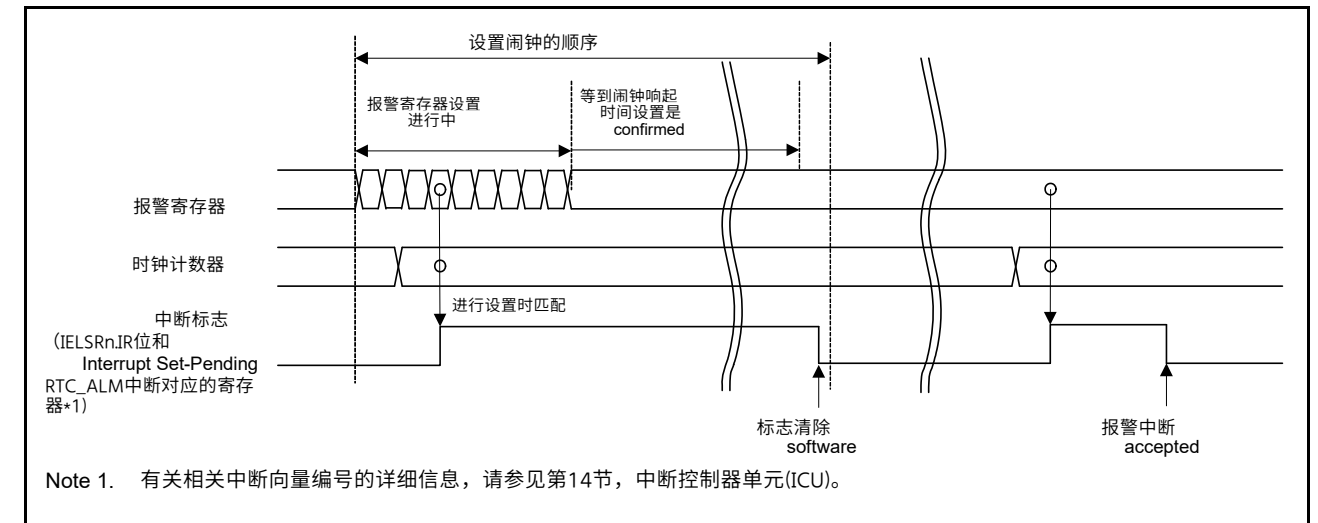 设置闹钟的顺序
报警寄存器设置
进行中
等到闹钟响起
时间设置是
confirmed
报警寄存器
时钟计数器
进行设置时匹配
中断标志
（IELSRn.IR位和
Interrupt Set-Pending
RTC_ALM中断对应的寄存
器*1）
标志清除
software
报警中断
accepted
Note 1. 有关相关中断向量编号的详细信息，请参见第14节，中断控制器单元(ICU)。